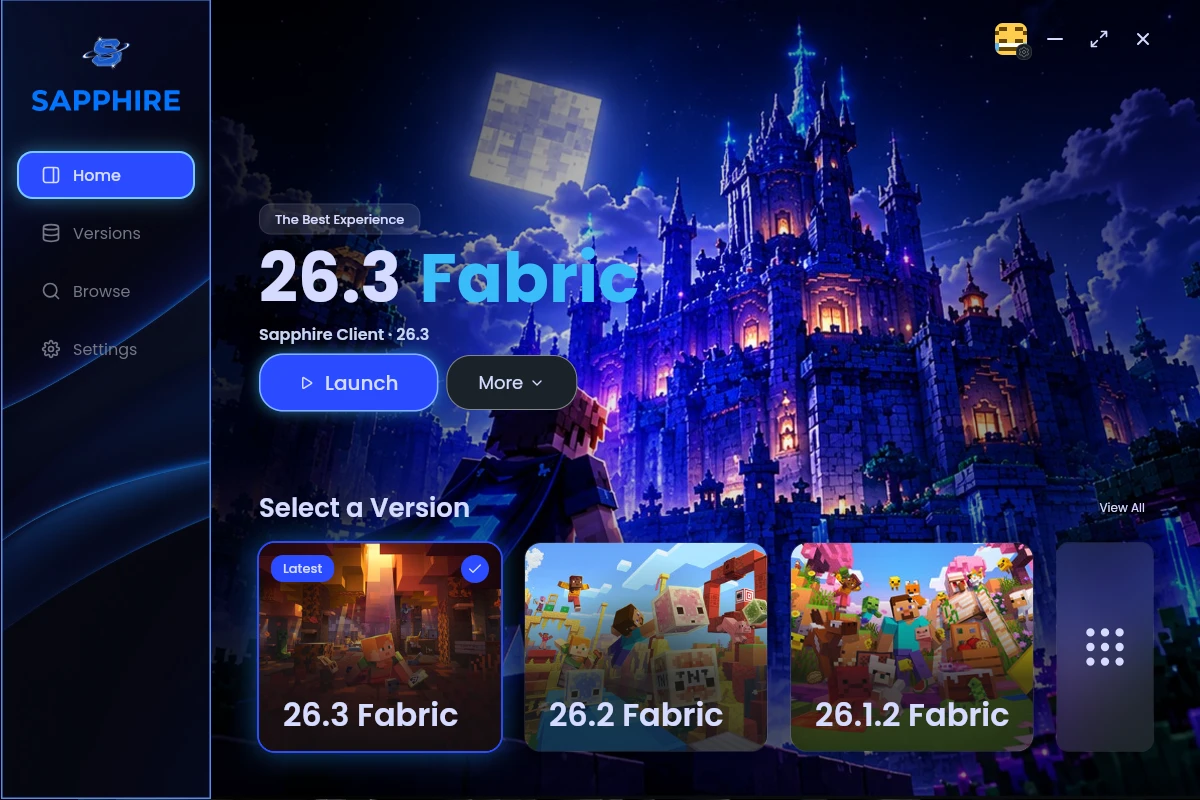 SAPPHIRE
Home
Versions
Browse
Settings
The Best Experience
26.3 Fabric
Sapphire Client · 26.3
Launch
More
Select a Version
View All
Latest
26.3 Fabric
26.2 Fabric
26.1.2 Fabric